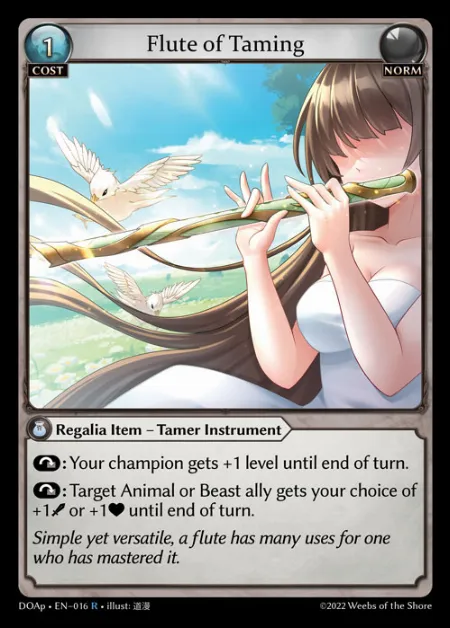 1
Flute of Taming
COST
NORM
Regalia Item – Tamer Instrument
: Your champion gets +1 level until end of turn.
: Target Animal or Beast ally gets your choice of
+1 or +1 until end of turn.
Simple yet versatile, a flute has many uses for one
who has mastered it.
DOAp • EN–016 R • illust: 道漫
©2022 Weebs of the Shore